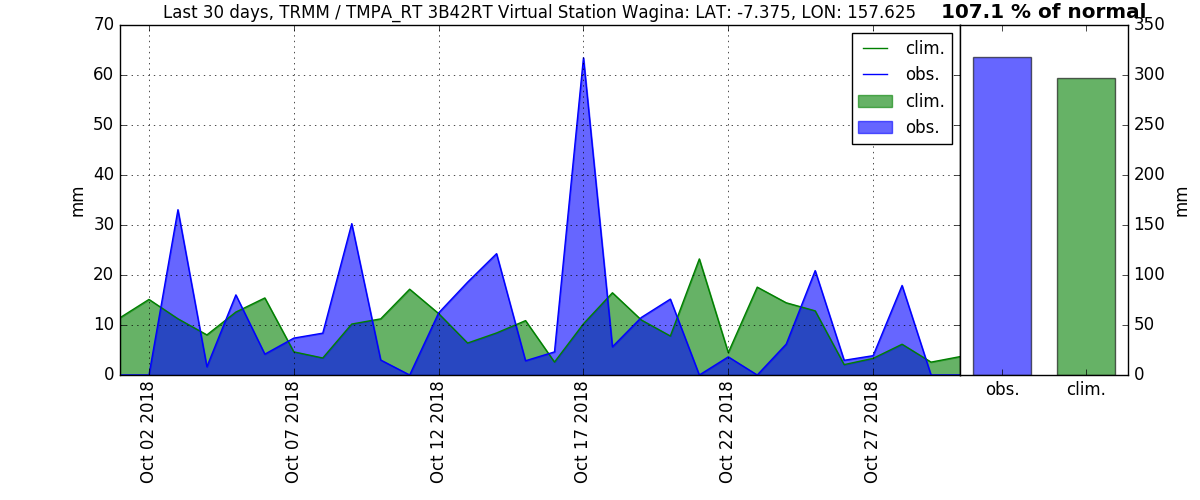 Last 30 days, TRMM / TMPA_RT 3B42RT Virtual Station Wagina: LAT: -7.375, LON: 157.625
107.1 % of normal
70
60
50
40
30
20
10
0
mm
clim.
obs.
clim.
obs.
350
300
250
200
150
100
50
0
mm
Oct 02 2018
Oct 07 2018
Oct 12 2018
Oct 17 2018
Oct 22 2018
Oct 27 2018
obs.
clim.